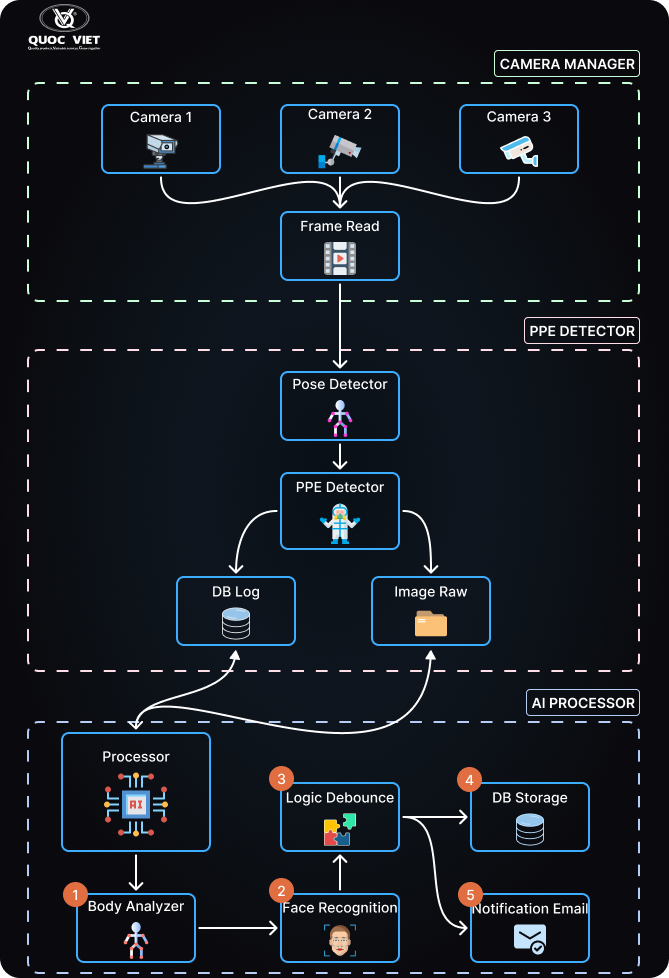 QUOC VIET
CAMERA MANAGER
Camera 1
Camera 2
Camera 3
Frame Read
PPE DETECTOR
Pose Detector
PPE Detector
DB Log
Image Raw
AI PROCESSOR
Processor
AI
3
Logic Debounce
4
DB Storage
1
Body Analyzer
2
Face Recognition
5
Notification Email